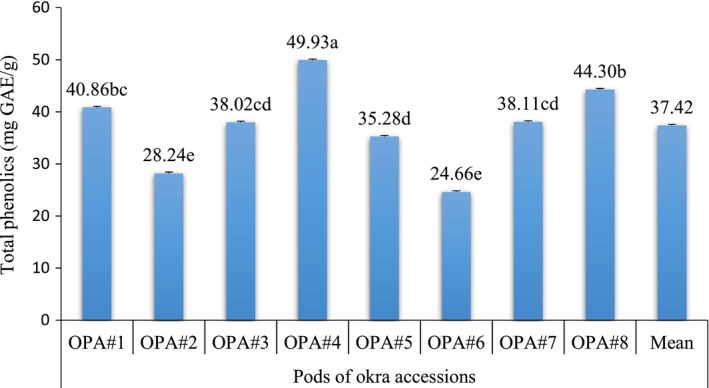 Total phenolics (mg GAE/g)
60
50
40
30
20
10
0
40.86bc
28.24e
38.02cd
49.93a
35.28d
24.66e
38.11cd
44.30b
37.42
OPA#1 OPA#2 OPA#3 OPA#4 OPA#5 OPA#6 OPA#7 OPA#8 Mean
Pods of okra accessions